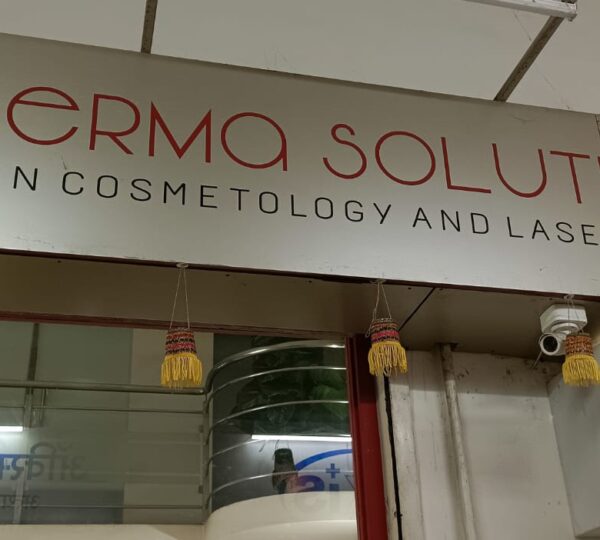 ERMA SOLUT
N COSMETOLOGY AND LASE